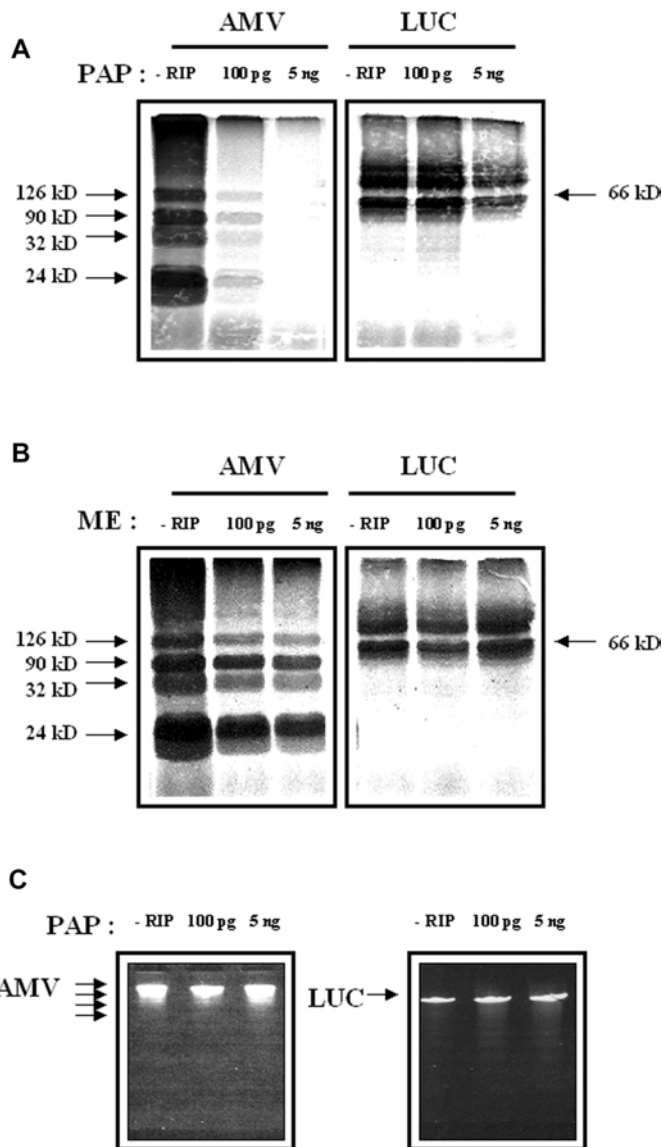 AMV LUC
A
PAP : - RIP 100 pg 5 ng - RIP 100 pg 5 ng
126 kD
90 kD
32 kD
24 kD
66 kD
B
AMV LUC
ME : - RIP 100 pg 5 ng - RIP 100 pg 5 ng
126 kD
90 kD
32 kD
24 kD
66 kD
C
PAP : - RIP 100 pg 5 ng - RIP 100 pg 5 ng
AMV
LUC